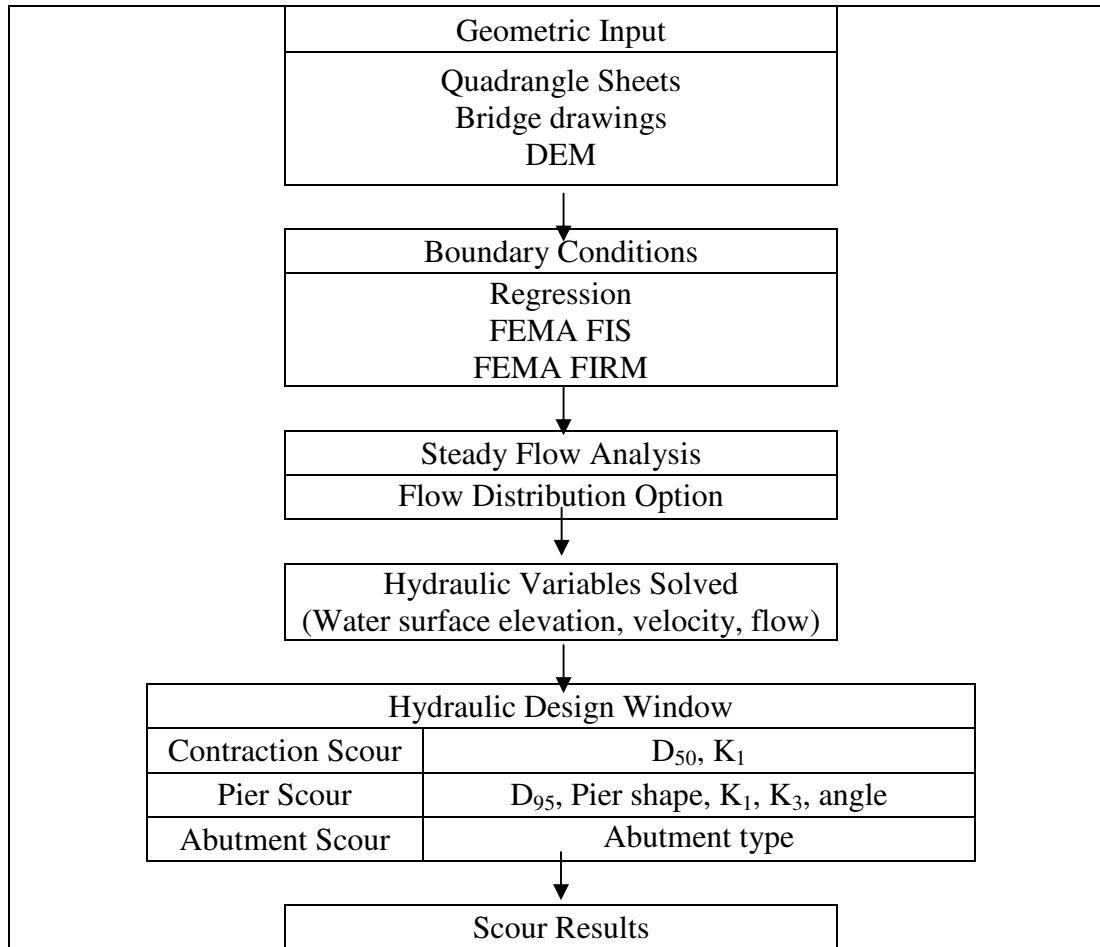 Geometric Input
Quadrangle Sheets
Bridge drawings
DEM
Boundary Conditions
Regression
FEMA FIS
FEMA FIRM
Steady Flow Analysis
Flow Distribution Option
Hydraulic Variables Solved
(Water surface elevation, velocity, flow)
Hydraulic Design Window
Contraction Scour D₅₀, K₁
Pier Scour D₉₅, Pier shape, K₁, K₃, angle
Abutment Scour Abutment type
Scour Results